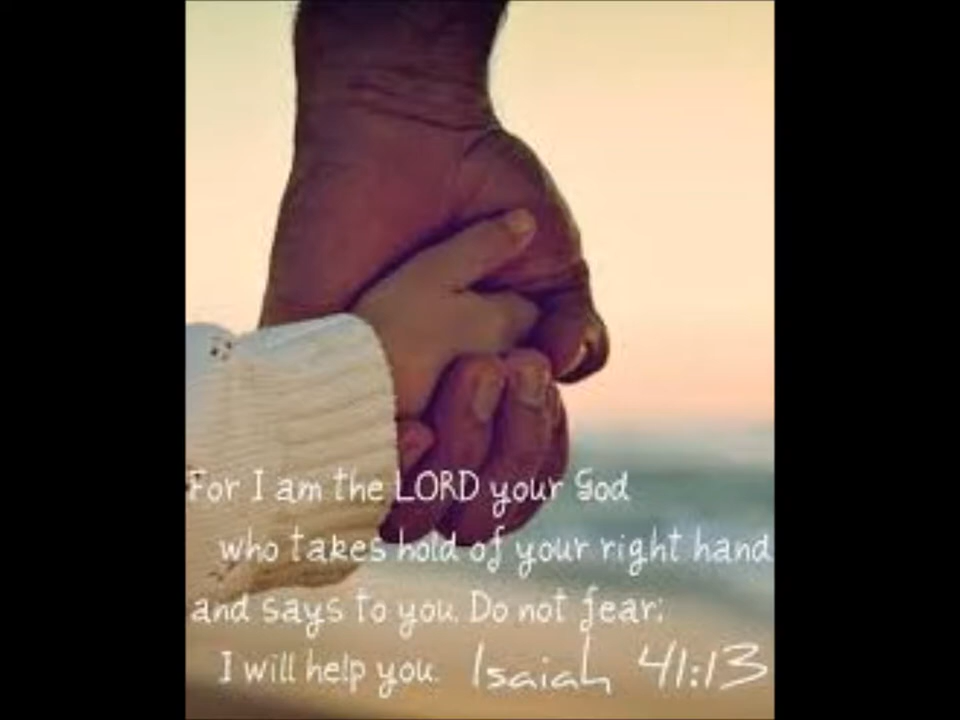 For I am the LORD your God
who takes hold of your right hand
and says to you. Do not fear;
I will help you. Isaiah 41:13